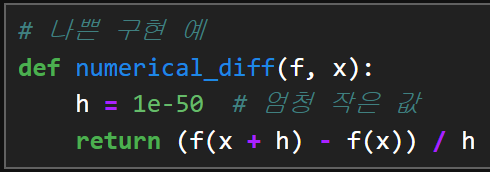 # 나쁜 구현 예
def numerical_diff(f, x):
    h = 1e-50  # 엄청 작은 값
    return (f(x + h) - f(x)) / h